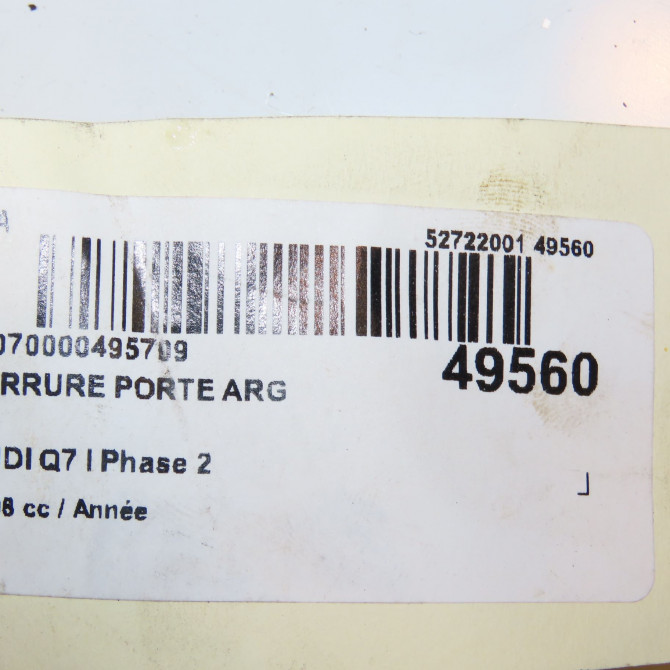 52722001 49560
070000495709
49560
RRURE PORTE ARG
DI Q7 I Phase 2
8 cc / Année